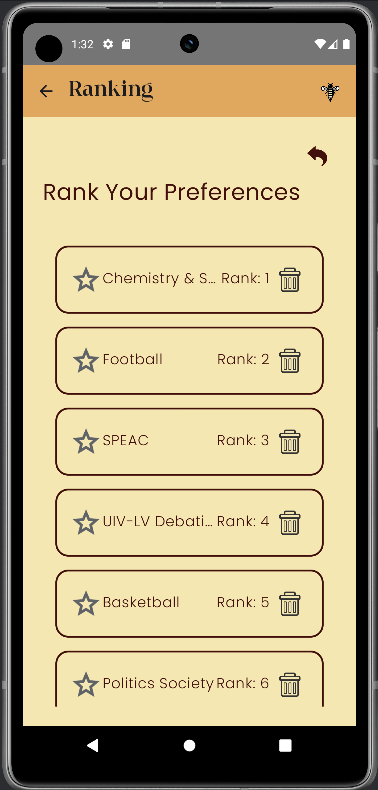 1:32
Ranking
Rank Your Preferences
Chemistry & S... Rank: 1
Football Rank: 2
SPEAC Rank: 3
UIV-LV Debati... Rank: 4
Basketball Rank: 5
Politics Society Rank: 6